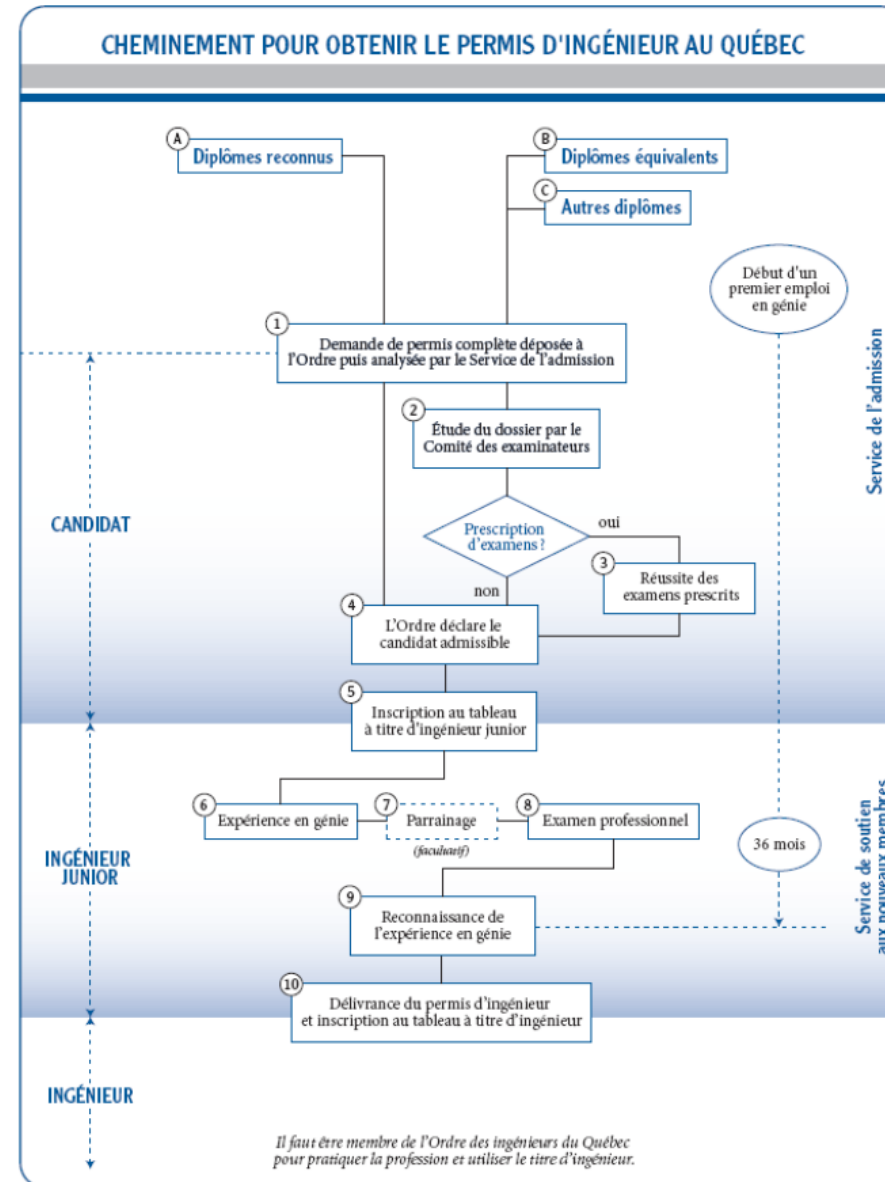 CHEMINEMENT POUR OBTENIR LE PERMIS D'INGÉNIEUR AU QUÉBEC
A
Diplômes reconnus
B
Diplômes équivalents
C
Autres diplômes
Début d'un
premier emploi
en génie
1
Demande de permis complète déposée à
l'Ordre puis analysée par le Service de l'admission
Service de l'admission
2
Étude du dossier par le
Comité des examinateurs
CANDIDAT
Prescription
d'examens ?
oui
non
3
Réussite des
examens prescrits
4
L'Ordre déclare le
candidat admissible
5
Inscription au tableau
à titre d'ingénieur junior
6
Expérience en génie
7
Parrainage
(facultatif)
8
Examen professionnel
INGÉNIEUR
JUNIOR
36 mois
Service de soutien
aux nouveaux membres
9
Reconnaissance de
l'expérience en génie
10
Délivrance du permis d'ingénieur
et inscription au tableau à titre d'ingénieur
INGÉNIEUR
Il faut être membre de l'Ordre des ingénieurs du Québec
pour pratiquer la profession et utiliser le titre d'ingénieur.